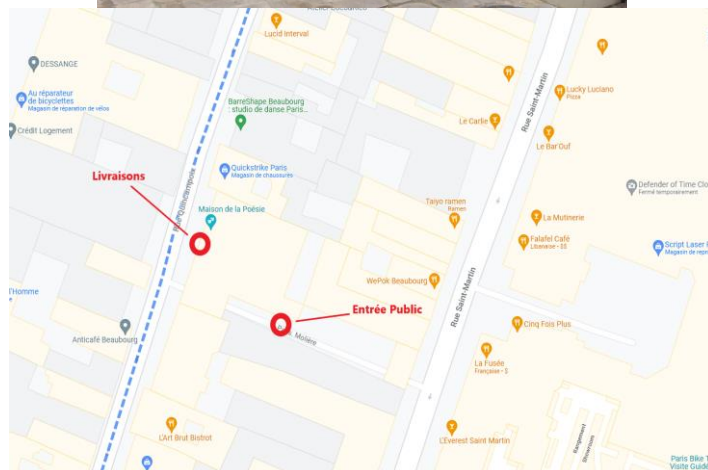 Lucid Interval
DESSANGE
Au réparateur
de bicyclettes
Magasin de réparation de vélos
Crédit Logement
BarreShape Beaubourg
: studio de danse Paris...
Lucky Luciano
Pizza
Le Carlie
Le Bar Ouf
Rue Saint-Martin
Quickstrike Paris
Magasin de chaussures
Livraisons
Maison de la Poésie
Rue Quincampoix
Defender of Time Clo
Fermé temporairement
Taiyo ramen
Ramen
La Mutinerie
Falafel Café
Libanaise • $$
Script Laser
Magasin de repr
l'Homme
WePok Beaubourg
Rue Saint-Martin
Entrée Public
Anticafé Beaubourg
Molière
Cinq Fois Plus
La Fusée
Française • $
L'Art Brut Bistrot
L'Everest Saint Martin
Rangement
Paris Bike T
Visite Guidé